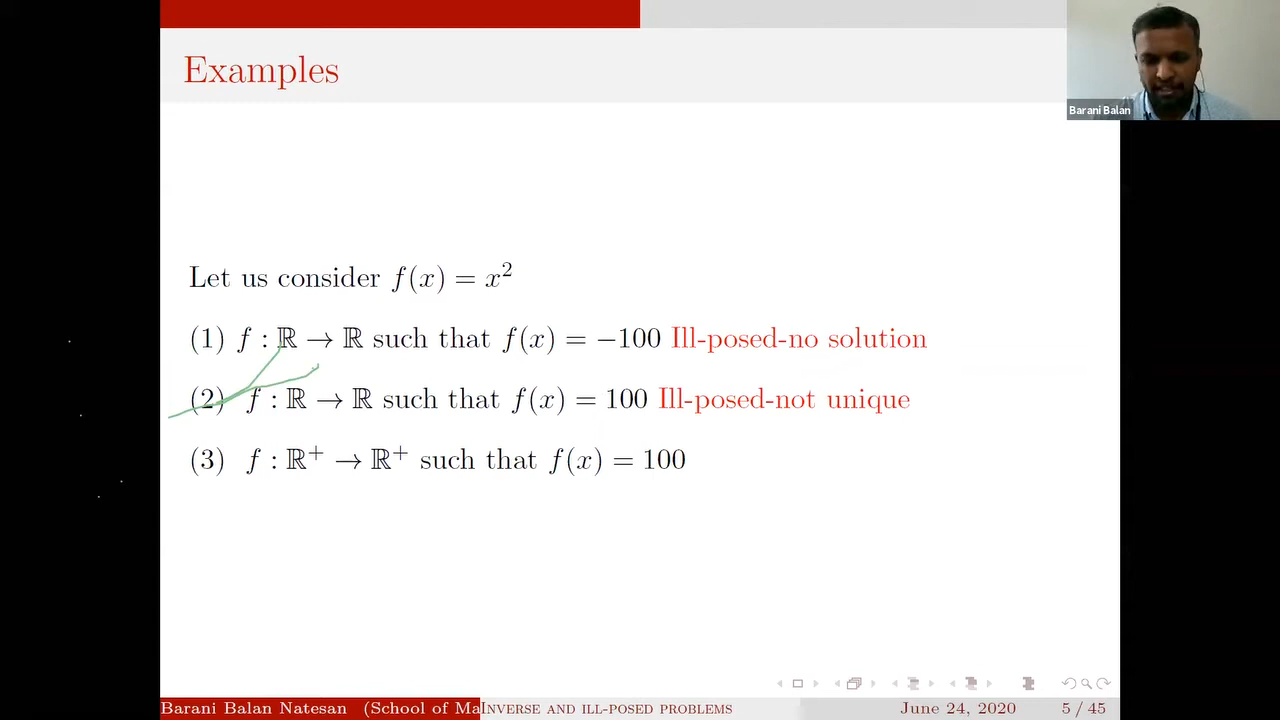 Examples
Barani Balan
Let us consider f(x) = x²
(1) f : ℝ → ℝ such that f(x) = −100 Ill-posed-no solution
(2) f : ℝ → ℝ such that f(x) = 100 Ill-posed-not unique
(3) f : ℝ⁺ → ℝ⁺ such that f(x) = 100
Barani Balan Natesan (School of Ma Inverse and ill-posed problems June 24, 2020 5 / 45